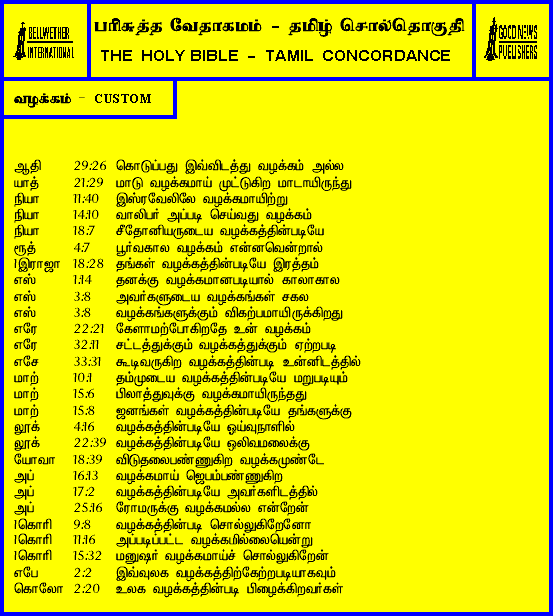 BELLWETHER
INTERNATIONAL
பரிசுத்த வேதாகமம் - தமிழ் சொல்தொகுதி
THE HOLY BIBLE - TAMIL CONCORDANCE
GOOD NEWS
PUBLISHERS
வழக்கம் - CUSTOM
ஆதி 29:26 கொடுப்பது இவ்விடத்து வழக்கம் அல்ல
யாத் 21:29 மாடு வழக்கமாய் முட்டுகிற மாடாயிருந்து
நியா 11:40 இஸ்ரவேலிலே வழக்கமாயிற்று
நியா 14:10 வாலிபர் அப்படி செய்வது வழக்கம்
நியா 18:7 சீதோனியருடைய வழக்கத்தின்படியே
ரூத் 4:7 பூர்வகால வழக்கம் என்னவென்றால்
1இராஜா 18:28 தங்கள் வழக்கத்தின்படியே இரத்தம்
எஸ் 1:14 தனக்கு வழக்கமானபடியால் காலாகால
எஸ் 3:8 அவர்களுடைய வழக்கங்கள் சகல
எஸ் 3:8 வழக்கங்களுக்கும் விகற்பமாயிருக்கிறது
எரே 22:21 கேளாமற்போகிறதே உன் வழக்கம்
எரே 32:11 சட்டத்துக்கும் வழக்கத்துக்கும் ஏற்றபடி
எசே 33:31 கூடிவருகிற வழக்கத்தின்படி உன்னிடத்தில்
மாற் 10:1 தம்முடைய வழக்கத்தின்படியே மறுபடியும்
மாற் 15:6 பிலாத்துவுக்கு வழக்கமாயிருந்தது
மாற் 15:8 ஜனங்கள் வழக்கத்தின்படியே தங்களுக்கு
லூக் 4:16 வழக்கத்தின்படியே ஓய்வுநாளில்
லூக் 22:39 வழக்கத்தின்படியே ஒலிவமலைக்கு
யோவா 18:39 விடுதலைபண்ணுகிற வழக்கமுண்டே
அப் 16:13 வழக்கமாய் ஜெபம்பண்ணுகிற
அப் 17:2 வழக்கத்தின்படியே அவர்களிடத்தில்
அப் 25:16 ரோமருக்கு வழக்கமல்ல என்றேன்
1கொரி 9:8 வழக்கத்தின்படி சொல்லுகிறேனோ
1கொரி 11:16 அப்படிப்பட்ட வழக்கமில்லையென்று
1கொரி 15:32 மனுஷர் வழக்கமாய்ச் சொல்லுகிறேன்
எபே 2:2 இவ்வுலக வழக்கத்திற்கேற்றபடியாகவும்
கொலோ 2:20 உலக வழக்கத்தின்படி பிழைக்கிறவர்கள்